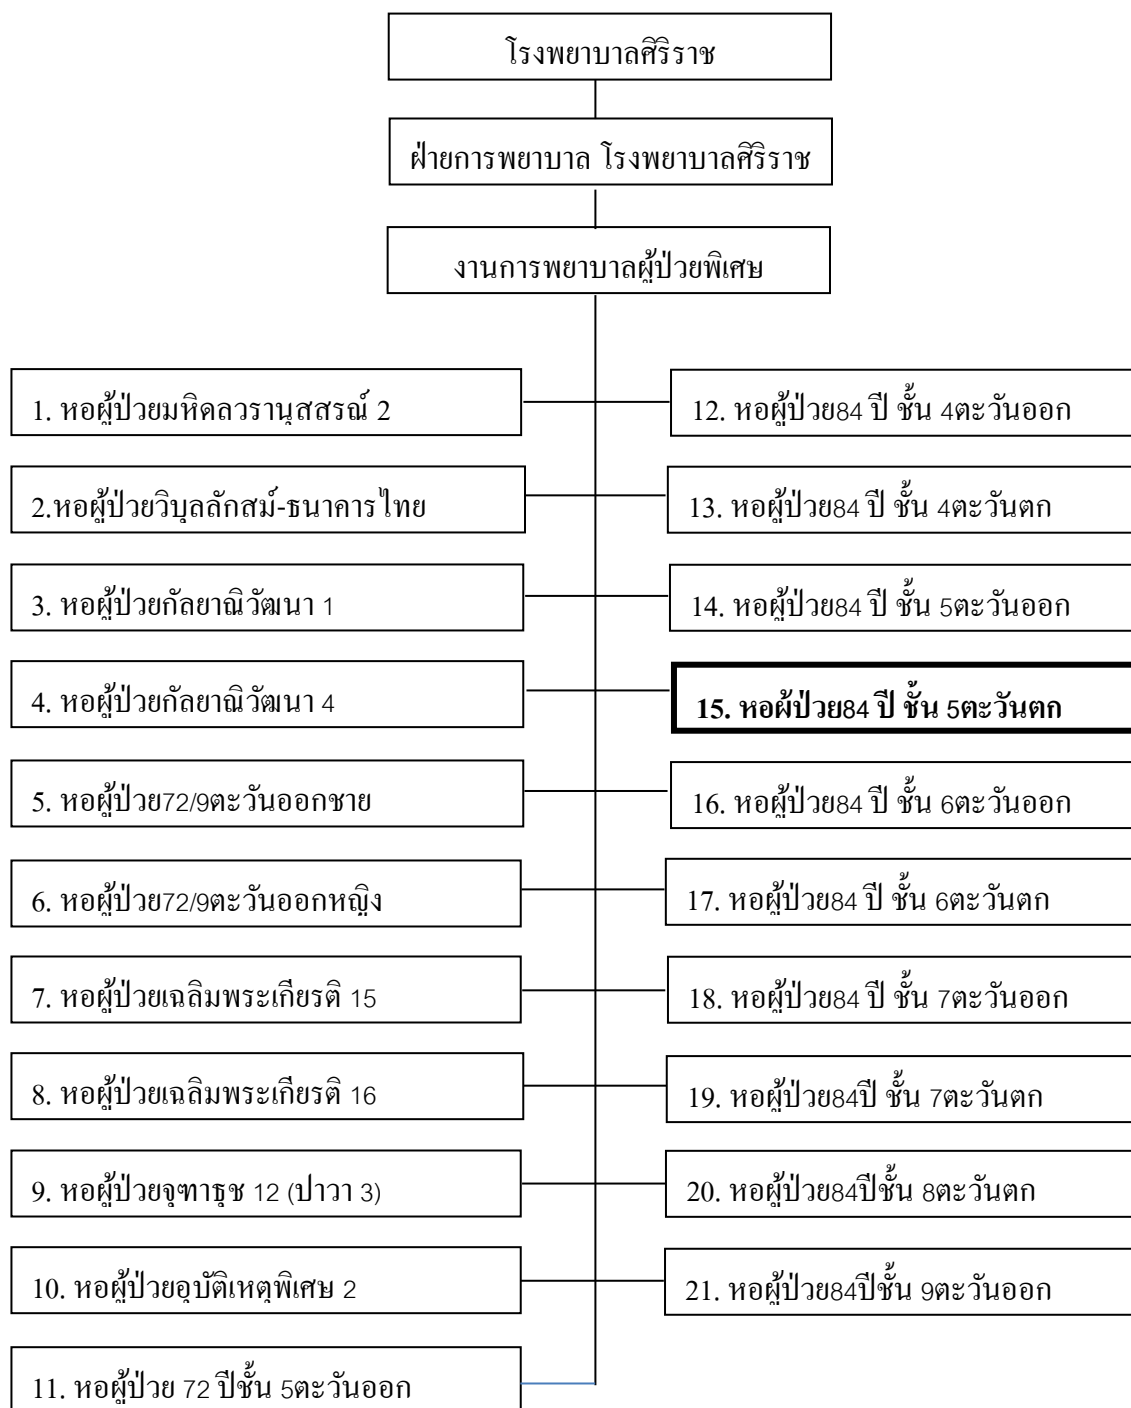 โรงพยาบาลศิริราช
ฝ่ายการพยาบาล โรงพยาบาลศิริราช
งานการพยาบาลผู้ป่วยพิเศษ
1. หอผู้ป่วยมหิดลวรานุสสรณ์ 2
2.หอผู้ป่วยวิบุลลักสม์-ธนาคารไทย
3. หอผู้ป่วยกัลยาณิวัฒนา 1
4. หอผู้ป่วยกัลยาณิวัฒนา 4
5. หอผู้ป่วย72/9ตะวันออกชาย
6. หอผู้ป่วย72/9ตะวันออกหญิง
7. หอผู้ป่วยเฉลิมพระเกียรติ 15
8. หอผู้ป่วยเฉลิมพระเกียรติ 16
9. หอผู้ป่วยจุฑาธุช 12 (ปาวา 3)
10. หอผู้ป่วยอุบัติเหตุพิเศษ 2
11. หอผู้ป่วย 72 ปีชั้น 5ตะวันออก
12. หอผู้ป่วย84 ปี ชั้น 4ตะวันออก
13. หอผู้ป่วย84 ปี ชั้น 4ตะวันตก
14. หอผู้ป่วย84 ปี ชั้น 5ตะวันออก
15. หอผ้ป่วย84 ปี ชั้น 5ตะวันตก
16. หอผู้ป่วย84 ปี ชั้น 6ตะวันออก
17. หอผู้ป่วย84 ปี ชั้น 6ตะวันตก
18. หอผู้ป่วย84 ปี ชั้น 7ตะวันออก
19. หอผู้ป่วย84ปี ชั้น 7ตะวันตก
20. หอผู้ป่วย84ปีชั้น 8ตะวันตก
21. หอผู้ป่วย84ปีชั้น 9ตะวันออก